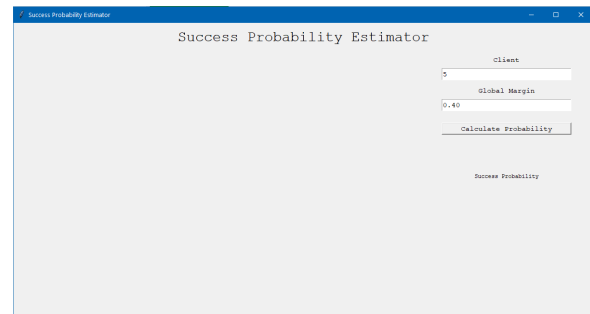 Success Probability Estimator
Success Probability Estimator
Client
5
Global Margin
0.40
Calculate Probability
Success Probability